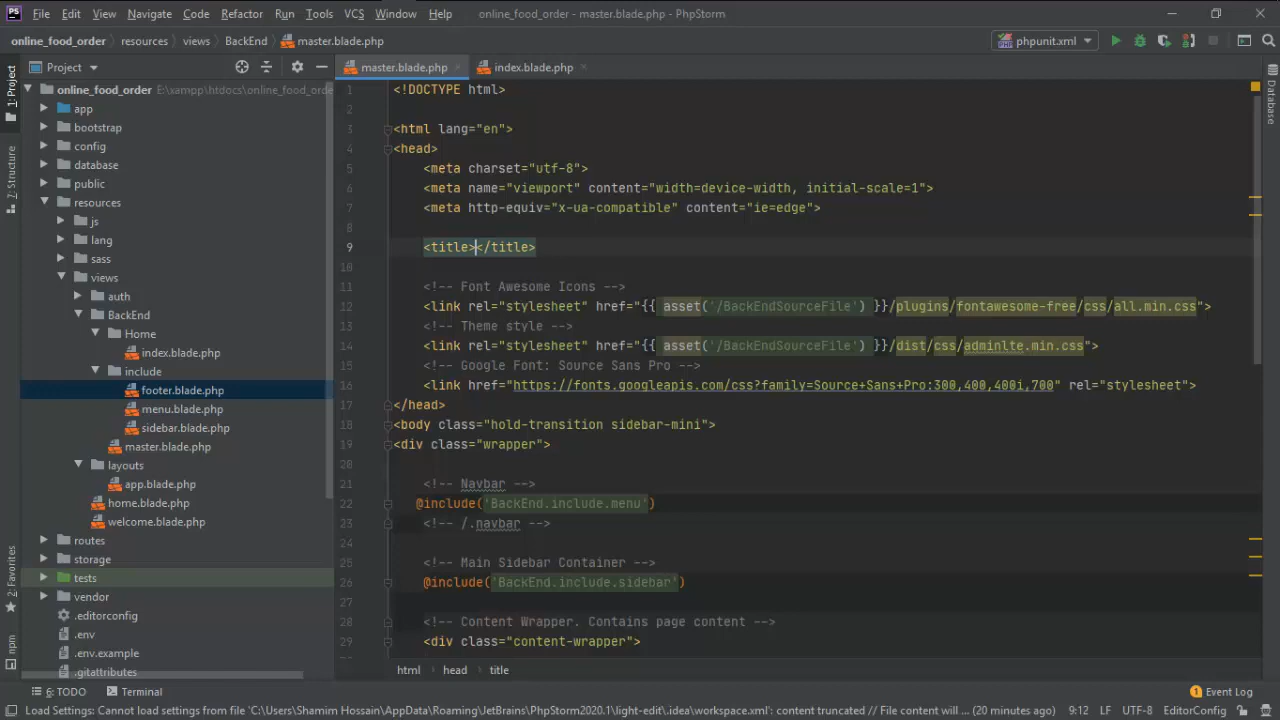 File Edit View Navigate Code Refactor Run Tools VCS Window Help online_food_order - master.blade.php - PhpStorm
online_food_order resources views BackEnd master.blade.php phpunit.xml
Project master.blade.php index.blade.php
1: Project
Z: Structure
2: Favorites
npm
Database
online_food_order E:\xampp\htdocs\online_food_orde
app
bootstrap
config
database
public
resources
js
lang
sass
views
auth
BackEnd
Home
index.blade.php
include
footer.blade.php
menu.blade.php
sidebar.blade.php
master.blade.php
layouts
app.blade.php
home.blade.php
welcome.blade.php
routes
storage
tests
vendor
.editorconfig
.env
.env.example
.gitattributes
1 <!DOCTYPE html>
2
3 <html lang="en">
4 <head>
5 <meta charset="utf-8">
6 <meta name="viewport" content="width=device-width, initial-scale=1">
7 <meta http-equiv="x-ua-compatible" content="ie=edge">
8
9 <title></title>
10
11 <!-- Font Awesome Icons -->
12 <link rel="stylesheet" href="{{ asset('/BackEndSourceFile') }}/plugins/fontawesome-free/css/all.min.css">
13 <!-- Theme style -->
14 <link rel="stylesheet" href="{{ asset('/BackEndSourceFile') }}/dist/css/adminlte.min.css">
15 <!-- Google Font: Source Sans Pro -->
16 <link href="https://fonts.googleapis.com/css?family=Source+Sans+Pro:300,400,400i,700" rel="stylesheet">
17 </head>
18 <body class="hold-transition sidebar-mini">
19 <div class="wrapper">
20
21 <!-- Navbar -->
22 @include('BackEnd.include.menu')
23 <!-- /.navbar -->
24
25 <!-- Main Sidebar Container -->
26 @include('BackEnd.include.sidebar')
27
28 <!-- Content Wrapper. Contains page content -->
29 <div class="content-wrapper">
html head title
6: TODO Terminal 1 Event Log
Load Settings: Cannot load settings from file 'C:\Users\Shamim Hossain\AppData\Roaming\JetBrains\PhpStorm2020.1\light-edit\.idea\workspace.xml': content truncated // File content will ... (20 minutes ago) 9:12 LF UTF-8 EditorConfig